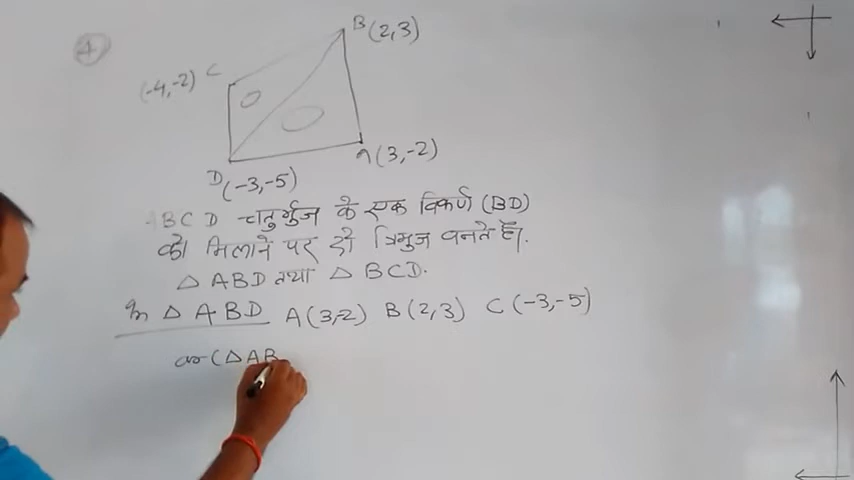 4
B(2,3)
(-4,-2) C
A(3,-2)
D(-3,-5)
ABCD चतुर्भुज के एक विकर्ण (BD)
को मिलाने पर दो त्रिभुज बनते हैं.
△ ABD तथा △ BCD.
In △ ABD A(3,-2) B(2,3) C(-3,-5)
ar(△AB